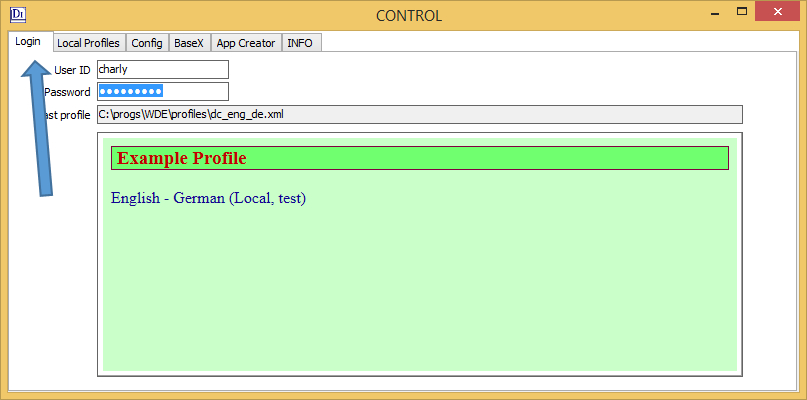 DI
CONTROL
Login Local Profiles Config BaseX App Creator INFO
User ID charly
Password ●●●●●●●●●
ast profile C:\progs\WDE\profiles\dc_eng_de.xml
Example Profile
English - German (Local, test)